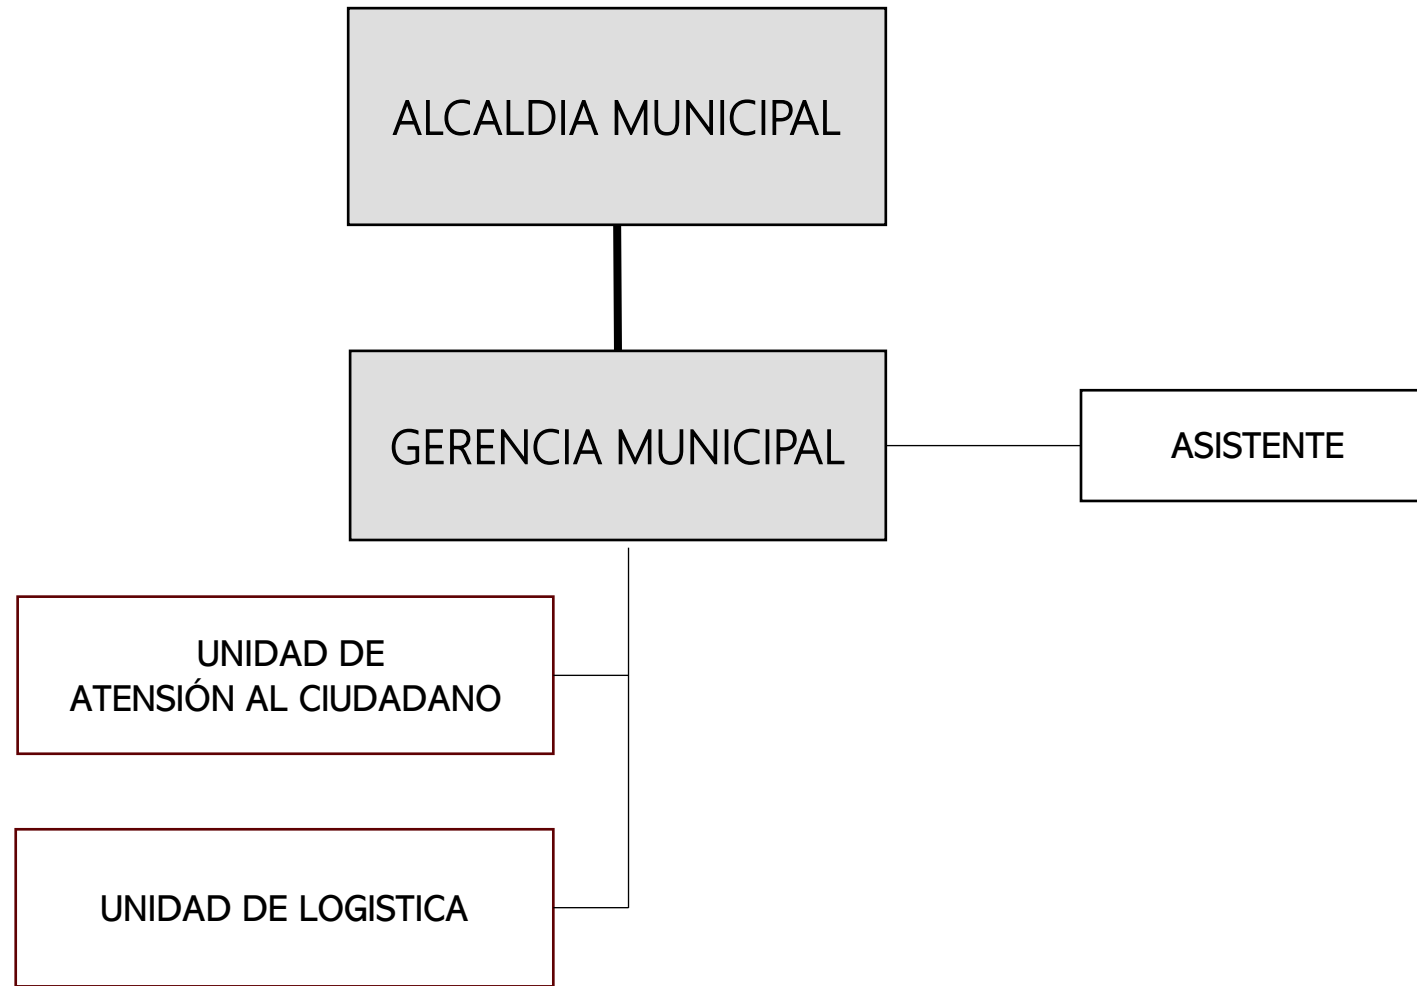 ALCALDIA MUNICIPAL
GERENCIA MUNICIPAL
ASISTENTE
UNIDAD DE
ATENSIÓN AL CIUDADANO
UNIDAD DE LOGISTICA